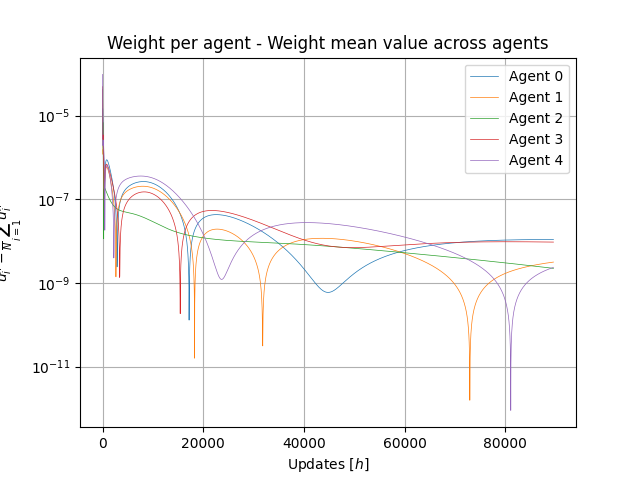 Weight per agent - Weight mean value across agents
Agent 0
Agent 1
Agent 2
Agent 3
Agent 4
10⁻⁵
10⁻⁷
10⁻⁹
10⁻¹¹
0 20000 40000 60000 80000
Updates [h]